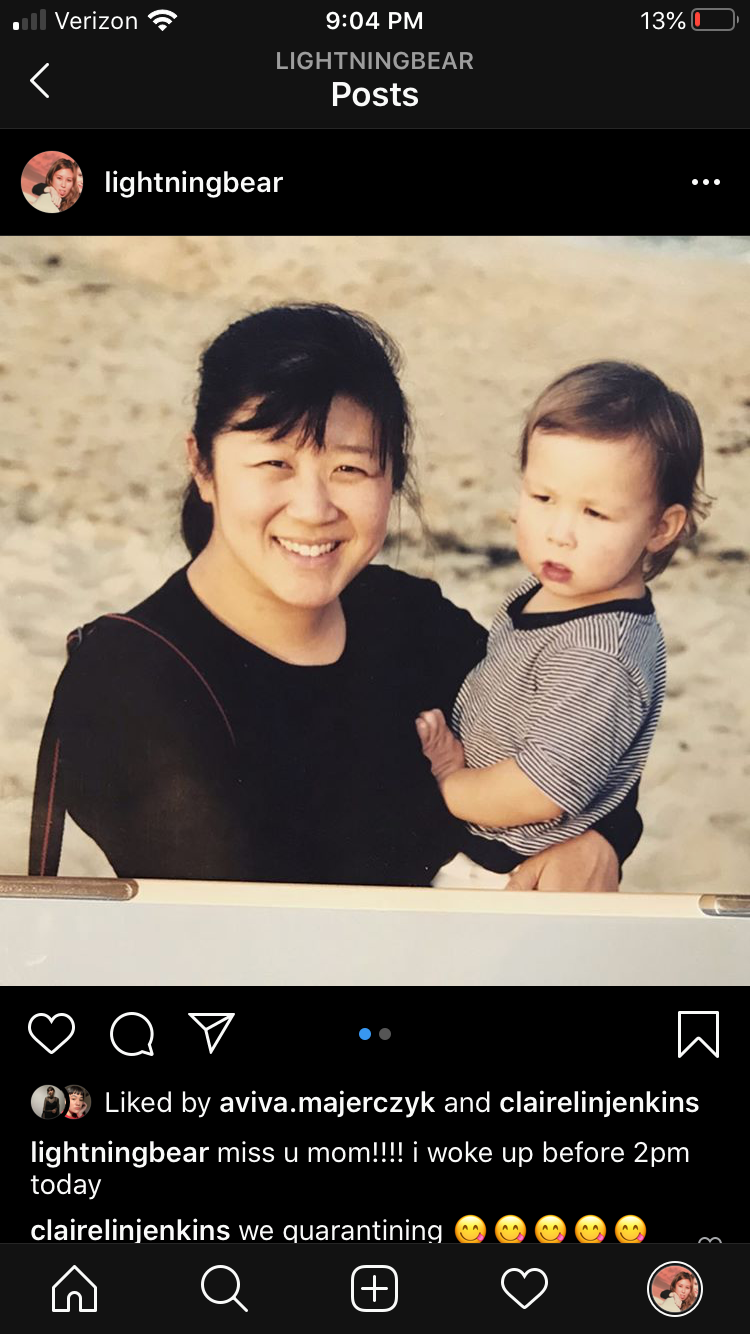 Verizon 9:04 PM 13%
LIGHTNINGBEAR
Posts
lightningbear
Liked by aviva.majerczyk and clairelinjenkins
lightningbear miss u mom!!!! i woke up before 2pm
today
clairelinjenkins we quarantining 😋😋😋😋😋